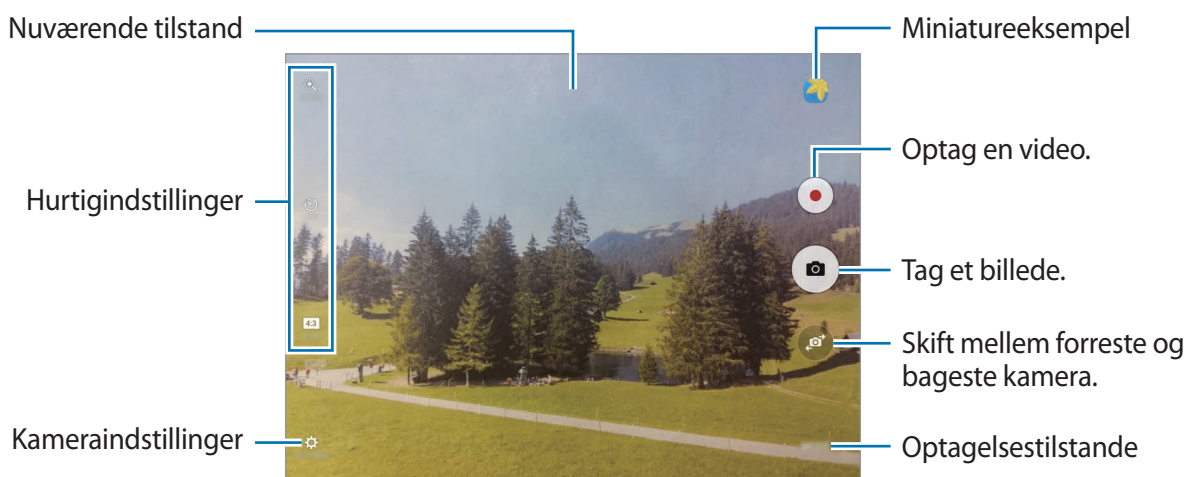 Nuværende tilstand
Miniatureeksempel
Optag en video.
Hurtigindstillinger
Tag et billede.
4:3
Skift mellem forreste og
bageste kamera.
Kameraindstillinger
Optagelsestilstande